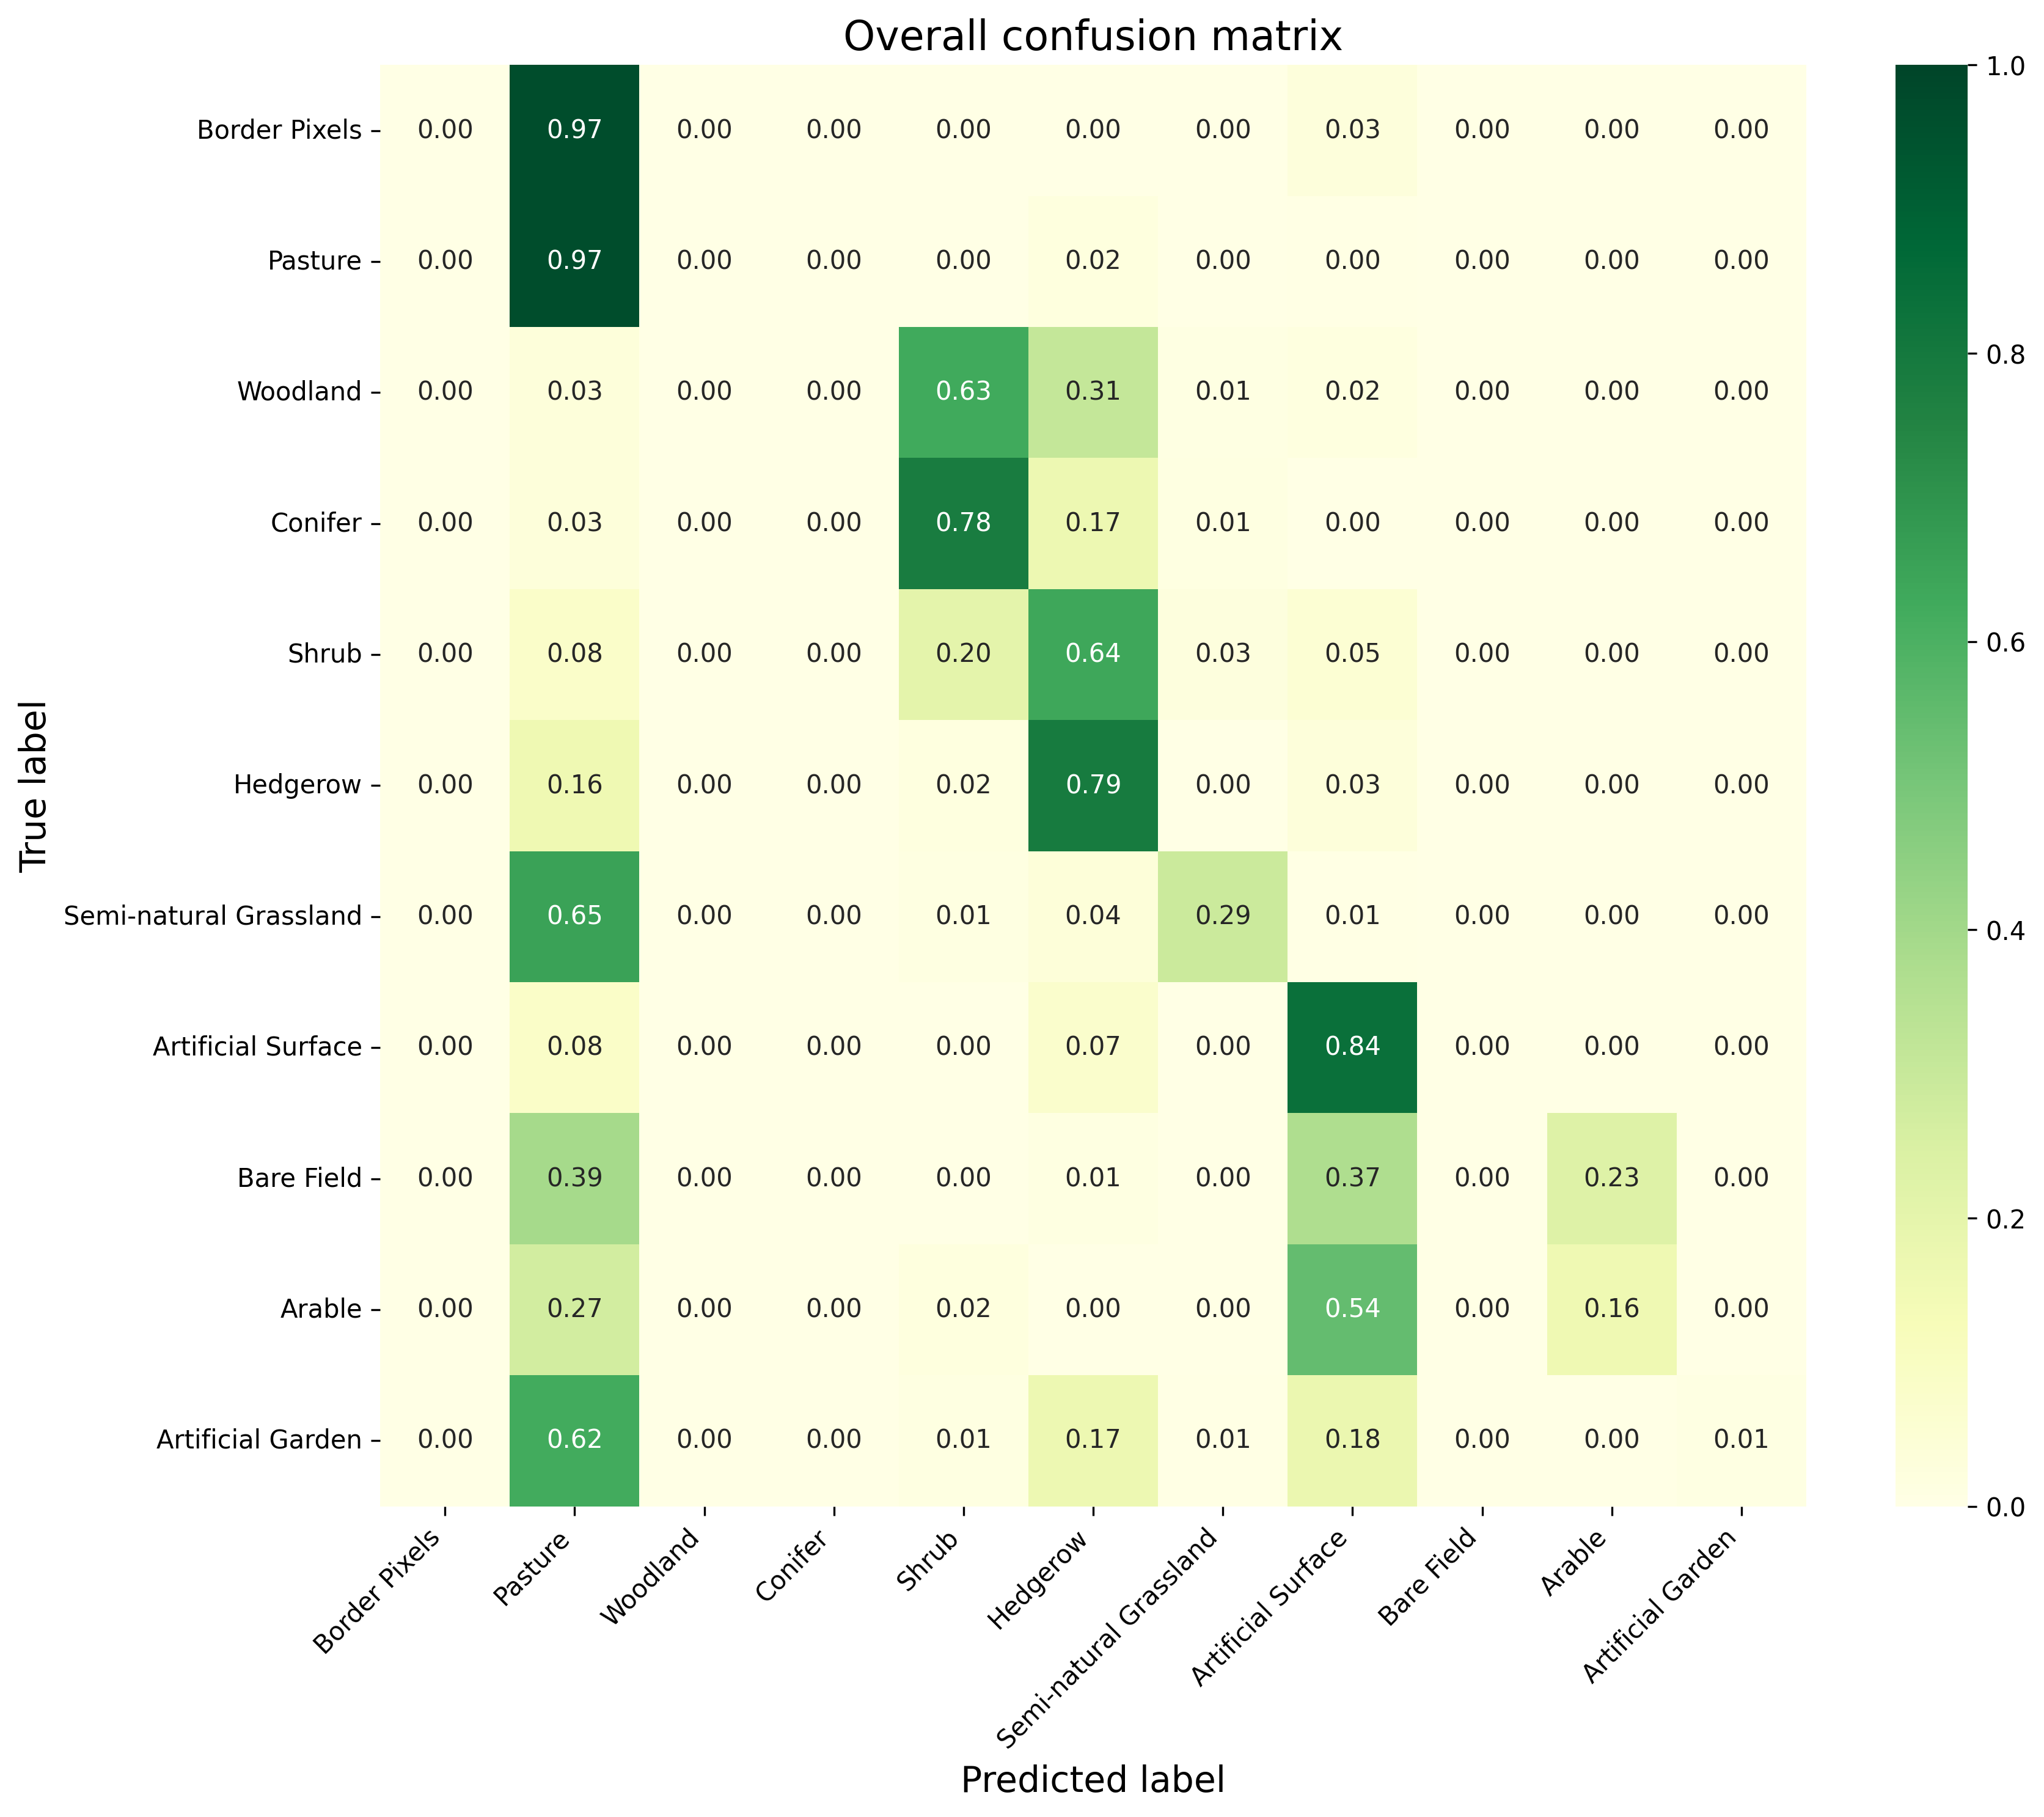 Overall confusion matrix
True label
Border Pixels 0.00 0.97 0.00 0.00 0.00 0.00 0.00 0.03 0.00 0.00 0.00
Pasture 0.00 0.97 0.00 0.00 0.00 0.02 0.00 0.00 0.00 0.00 0.00
Woodland 0.00 0.03 0.00 0.00 0.63 0.31 0.01 0.02 0.00 0.00 0.00
Conifer 0.00 0.03 0.00 0.00 0.78 0.17 0.01 0.00 0.00 0.00 0.00
Shrub 0.00 0.08 0.00 0.00 0.20 0.64 0.03 0.05 0.00 0.00 0.00
Hedgerow 0.00 0.16 0.00 0.00 0.02 0.79 0.00 0.03 0.00 0.00 0.00
Semi-natural Grassland 0.00 0.65 0.00 0.00 0.01 0.04 0.29 0.01 0.00 0.00 0.00
Artificial Surface 0.00 0.08 0.00 0.00 0.00 0.07 0.00 0.84 0.00 0.00 0.00
Bare Field 0.00 0.39 0.00 0.00 0.00 0.01 0.00 0.37 0.00 0.23 0.00
Arable 0.00 0.27 0.00 0.00 0.02 0.00 0.00 0.54 0.00 0.16 0.00
Artificial Garden 0.00 0.62 0.00 0.00 0.01 0.17 0.01 0.18 0.00 0.00 0.01
Border Pixels
Pasture
Woodland
Conifer
Shrub
Hedgerow
Semi-natural Grassland
Artificial Surface
Bare Field
Arable
Artificial Garden
Predicted label
1.0
0.8
0.6
0.4
0.2
0.0